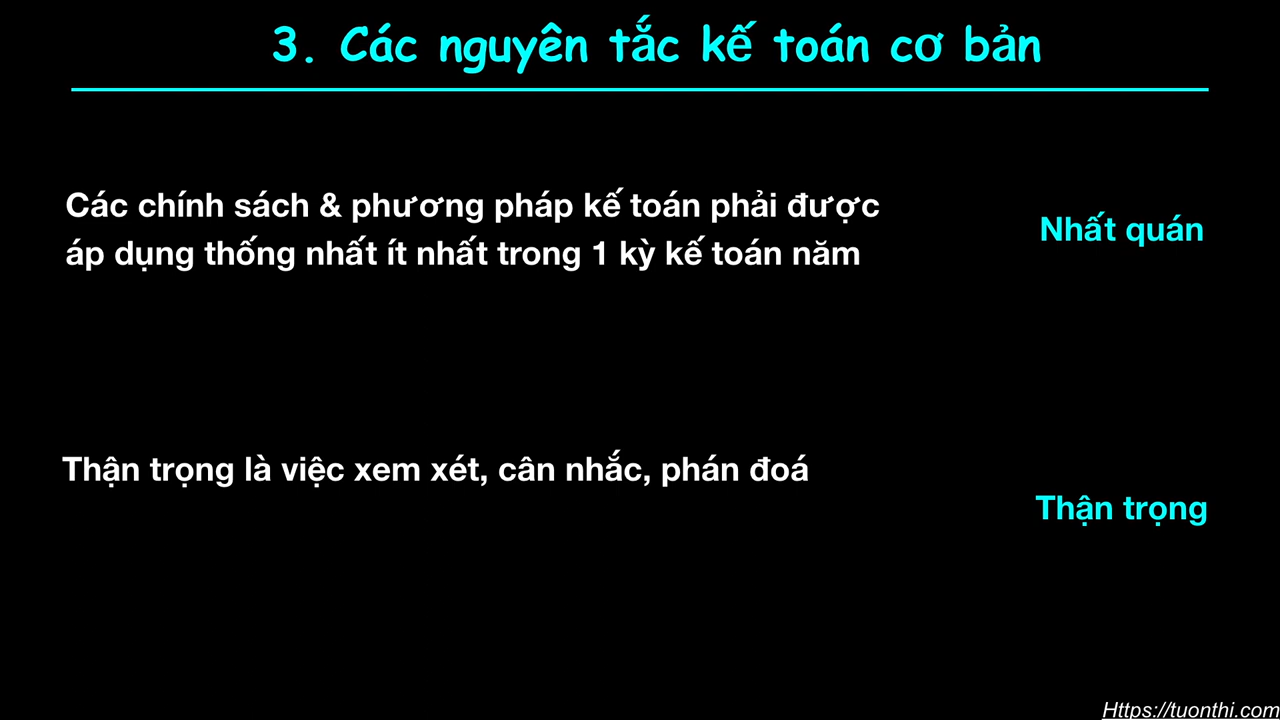 3. Các nguyên tắc kế toán cơ bản
Các chính sách & phương pháp kế toán phải được
áp dụng thống nhất ít nhất trong 1 kỳ kế toán năm
Nhất quán
Thận trọng là việc xem xét, cân nhắc, phán đoá
Thận trọng
Https://tuonthi.com